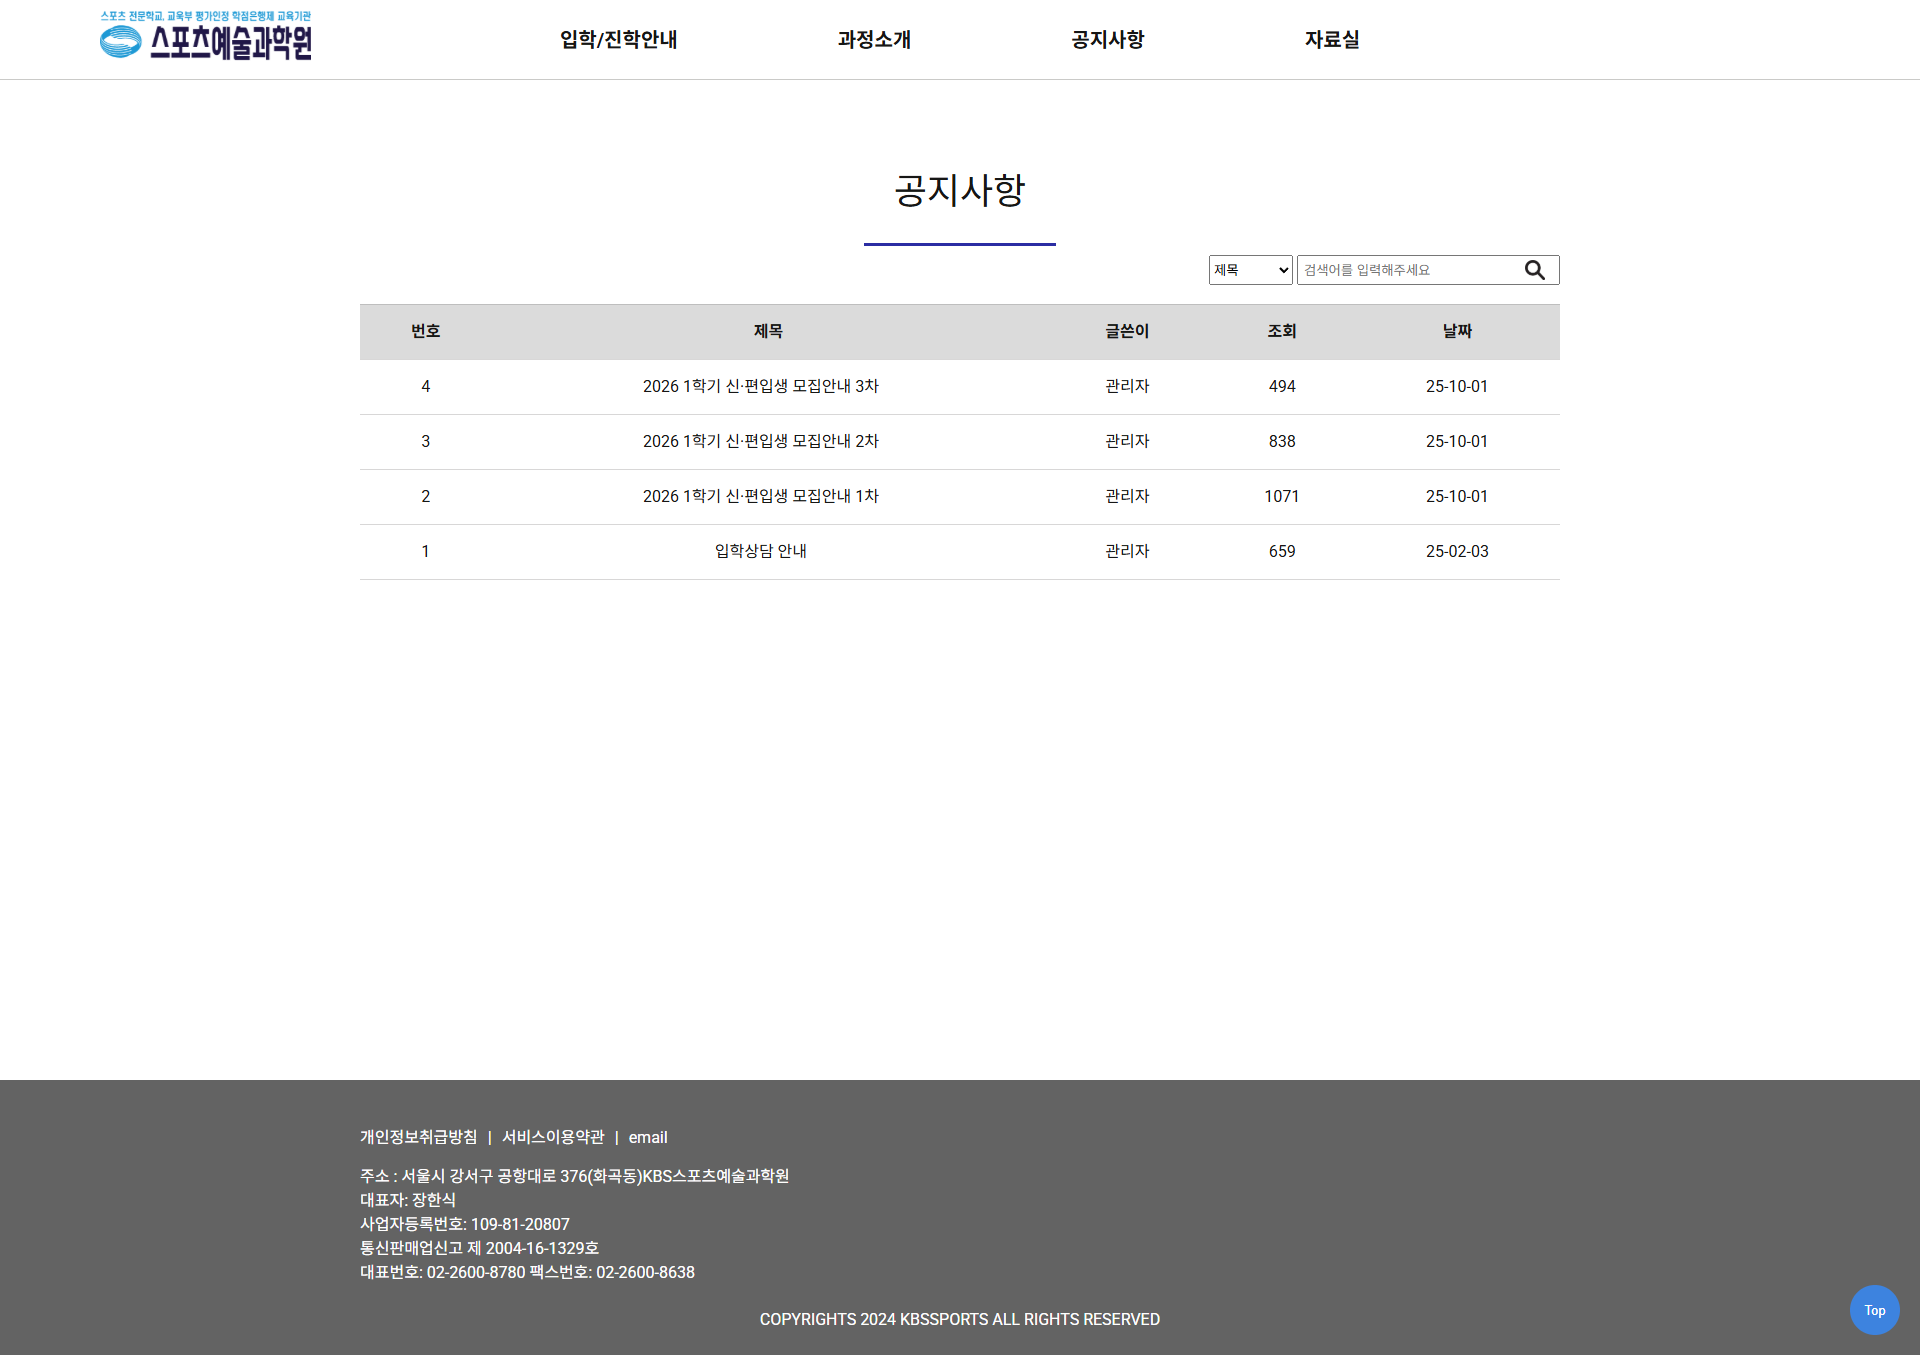 스포츠 전문학교, 교육부 평가인정 학점은행제 교육기관
스포츠예술과학원
입학/진학안내 과정소개 공지사항 자료실
공지사항
제목 검색어를 입력해주세요
번호 제목 글쓴이 조회 날짜
4 2026 1학기 신·편입생 모집안내 3차 관리자 494 25-10-01
3 2026 1학기 신·편입생 모집안내 2차 관리자 838 25-10-01
2 2026 1학기 신·편입생 모집안내 1차 관리자 1071 25-10-01
1 입학상담 안내 관리자 659 25-02-03
개인정보취급방침 | 서비스이용약관 | email
주소 : 서울시 강서구 공항대로 376(화곡동)KBS스포츠예술과학원
대표자: 장한식
사업자등록번호: 109-81-20807
통신판매업신고 제 2004-16-1329호
대표번호: 02-2600-8780 팩스번호: 02-2600-8638
Top
COPYRIGHTS 2024 KBSSPORTS ALL RIGHTS RESERVED